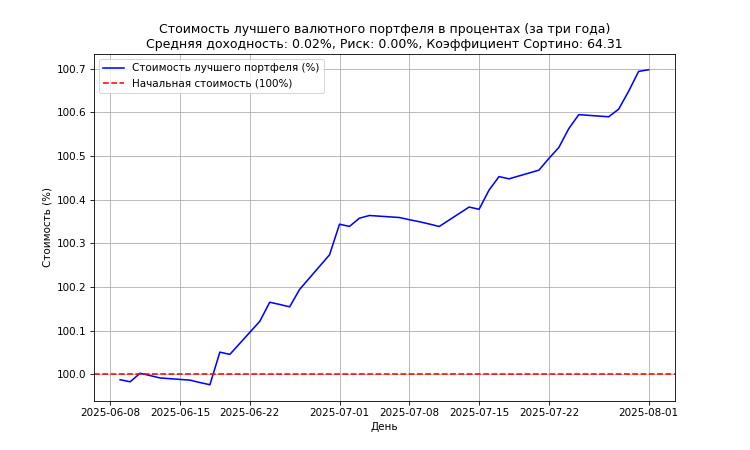 Стоимость лучшего валютного портфеля в процентах (за три года)
Средняя доходность: 0.02%, Риск: 0.00%, Коэффициент Сортино: 64.31
Стоимость лучшего портфеля (%)
Начальная стоимость (100%)
Стоимость (%)
100.7
100.6
100.5
100.4
100.3
100.2
100.1
100.0
2025-06-08
2025-06-15
2025-06-22
2025-07-01
2025-07-08
2025-07-15
2025-07-22
2025-08-01
День